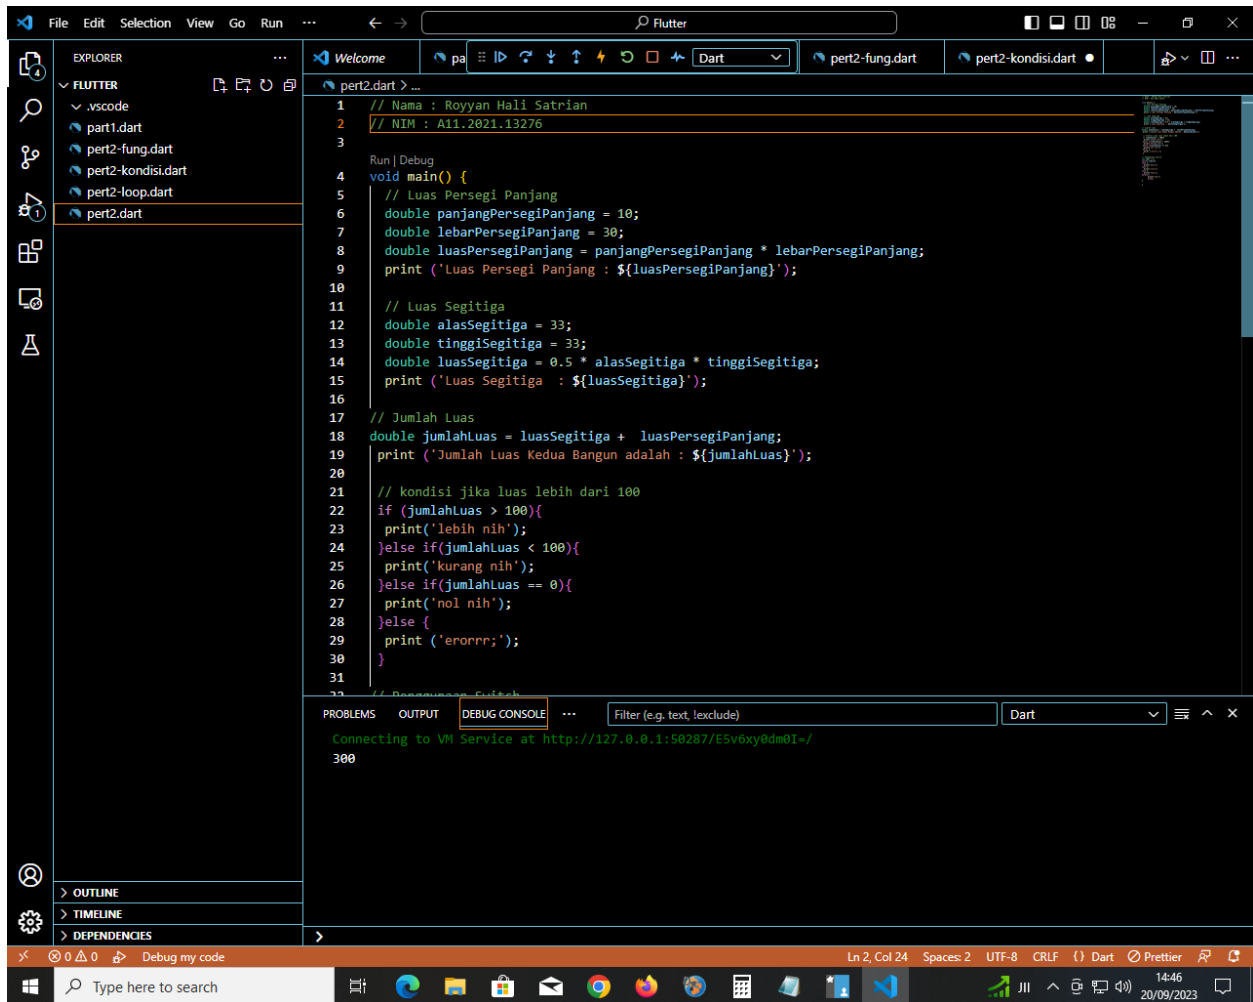 File Edit Selection View Go Run ··· Flutter
EXPLORER ···
FLUTTER
.vscode
part1.dart
pert2-fung.dart
pert2-kondisi.dart
pert2-loop.dart
pert2.dart
OUTLINE
TIMELINE
DEPENDENCIES
4
1
Welcome pa Dart pert2-fung.dart pert2-kondisi.dart ●
pert2.dart > ...
1 // Nama : Royyan Hali Satrian
2 // NIM : A11.2021.13276
3
Run | Debug
4 void main() {
5 // Luas Persegi Panjang
6 double panjangPersegiPanjang = 10;
7 double lebarPersegiPanjang = 30;
8 double luasPersegiPanjang = panjangPersegiPanjang * lebarPersegiPanjang;
9 print ('Luas Persegi Panjang : ${luasPersegiPanjang}');
10
11 // Luas Segitiga
12 double alasSegitiga = 33;
13 double tinggiSegitiga = 33;
14 double luasSegitiga = 0.5 * alasSegitiga * tinggiSegitiga;
15 print ('Luas Segitiga  : ${luasSegitiga}');
16
17 // Jumlah Luas
18 double jumlahLuas = luasSegitiga +  luasPersegiPanjang;
19 print ('Jumlah Luas Kedua Bangun adalah : ${jumlahLuas}');
20
21 // kondisi jika luas lebih dari 100
22 if (jumlahLuas > 100){
23 print('lebih nih');
24 }else if(jumlahLuas < 100){
25 print('kurang nih');
26 }else if(jumlahLuas == 0){
27 print('nol nih');
28 }else {
29 print ('erorrr;');
30 }
31
32 // Penggunaan Switch
PROBLEMS OUTPUT DEBUG CONSOLE ··· Filter (e.g. text, !exclude) Dart
Connecting to VM Service at http://127.0.0.1:50287/E5v6xy0dm0I=/
300
>
0 0 Debug my code Ln 2, Col 24 Spaces: 2 UTF-8 CRLF {} Dart Prettier
Type here to search JII 14:46
20/09/2023